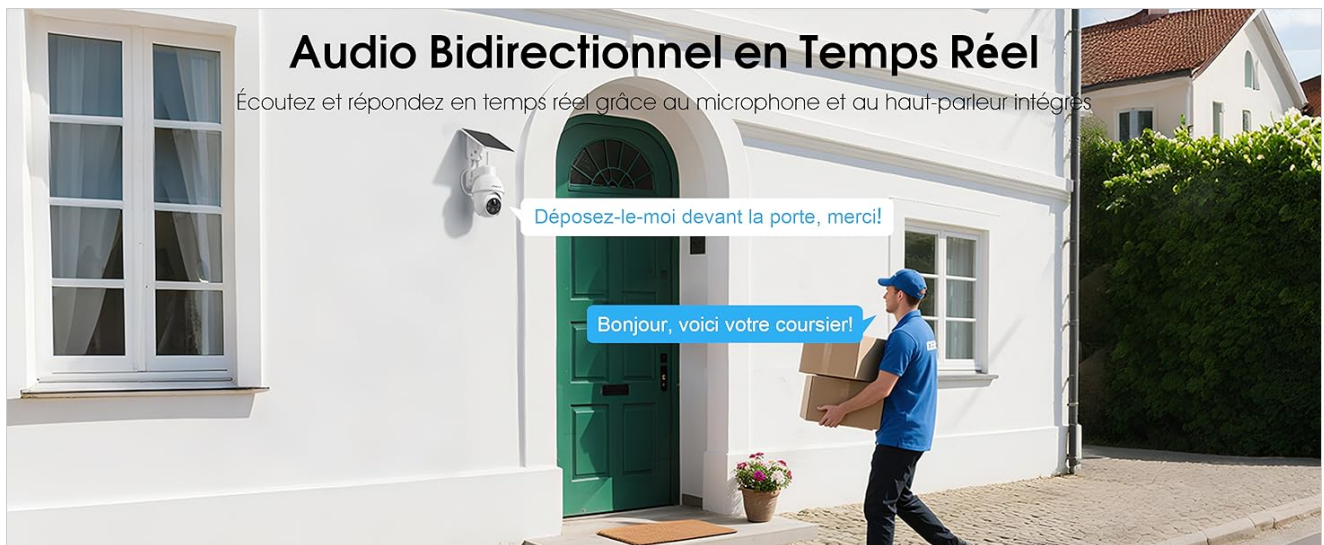 Audio Bidirectionnel en Temps Réel
Écoutez et répondez en temps réel grâce au microphone et au haut-parleur intégrés
Déposez-le-moi devant la porte, merci!
Bonjour, voici votre coursier!